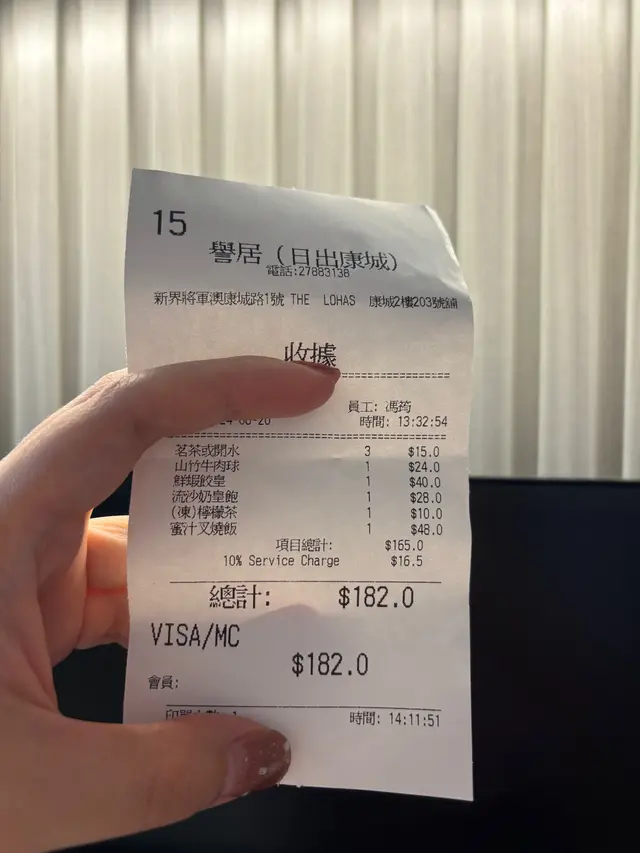 15
譽居（日出康城）
電話:27883138
新界將軍澳康城路1號 THE LOHAS 康城2樓203號舖
收據
==============================
員工: 馮筠
24-08-20 時間: 13:32:54
==============================
茗茶或開水 3 $15.0
山竹牛肉球 1 $24.0
鮮蝦餃皇 1 $40.0
流沙奶皇飽 1 $28.0
(凍)檸檬茶 1 $10.0
蜜汁叉燒飯 1 $48.0
項目總計: $165.0
10% Service Charge $16.5
總計: $182.0
VISA/MC
$182.0
會員:
時間: 14:11:51